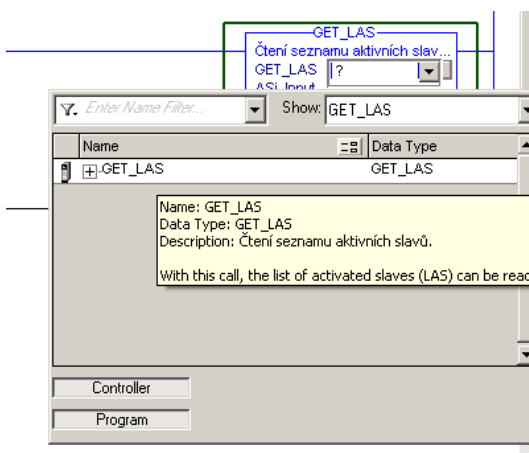 GET_LAS
Čtení seznamu aktivních slav...
GET_LAS ?
ASi_Input
Enter Name Filter... Show: GET_LAS
Name Data Type
GET_LAS GET_LAS
Name: GET_LAS
Data Type: GET_LAS
Description: Čtení seznamu aktivních slavů.
With this call, the list of activated slaves (LAS) can be read
Controller
Program